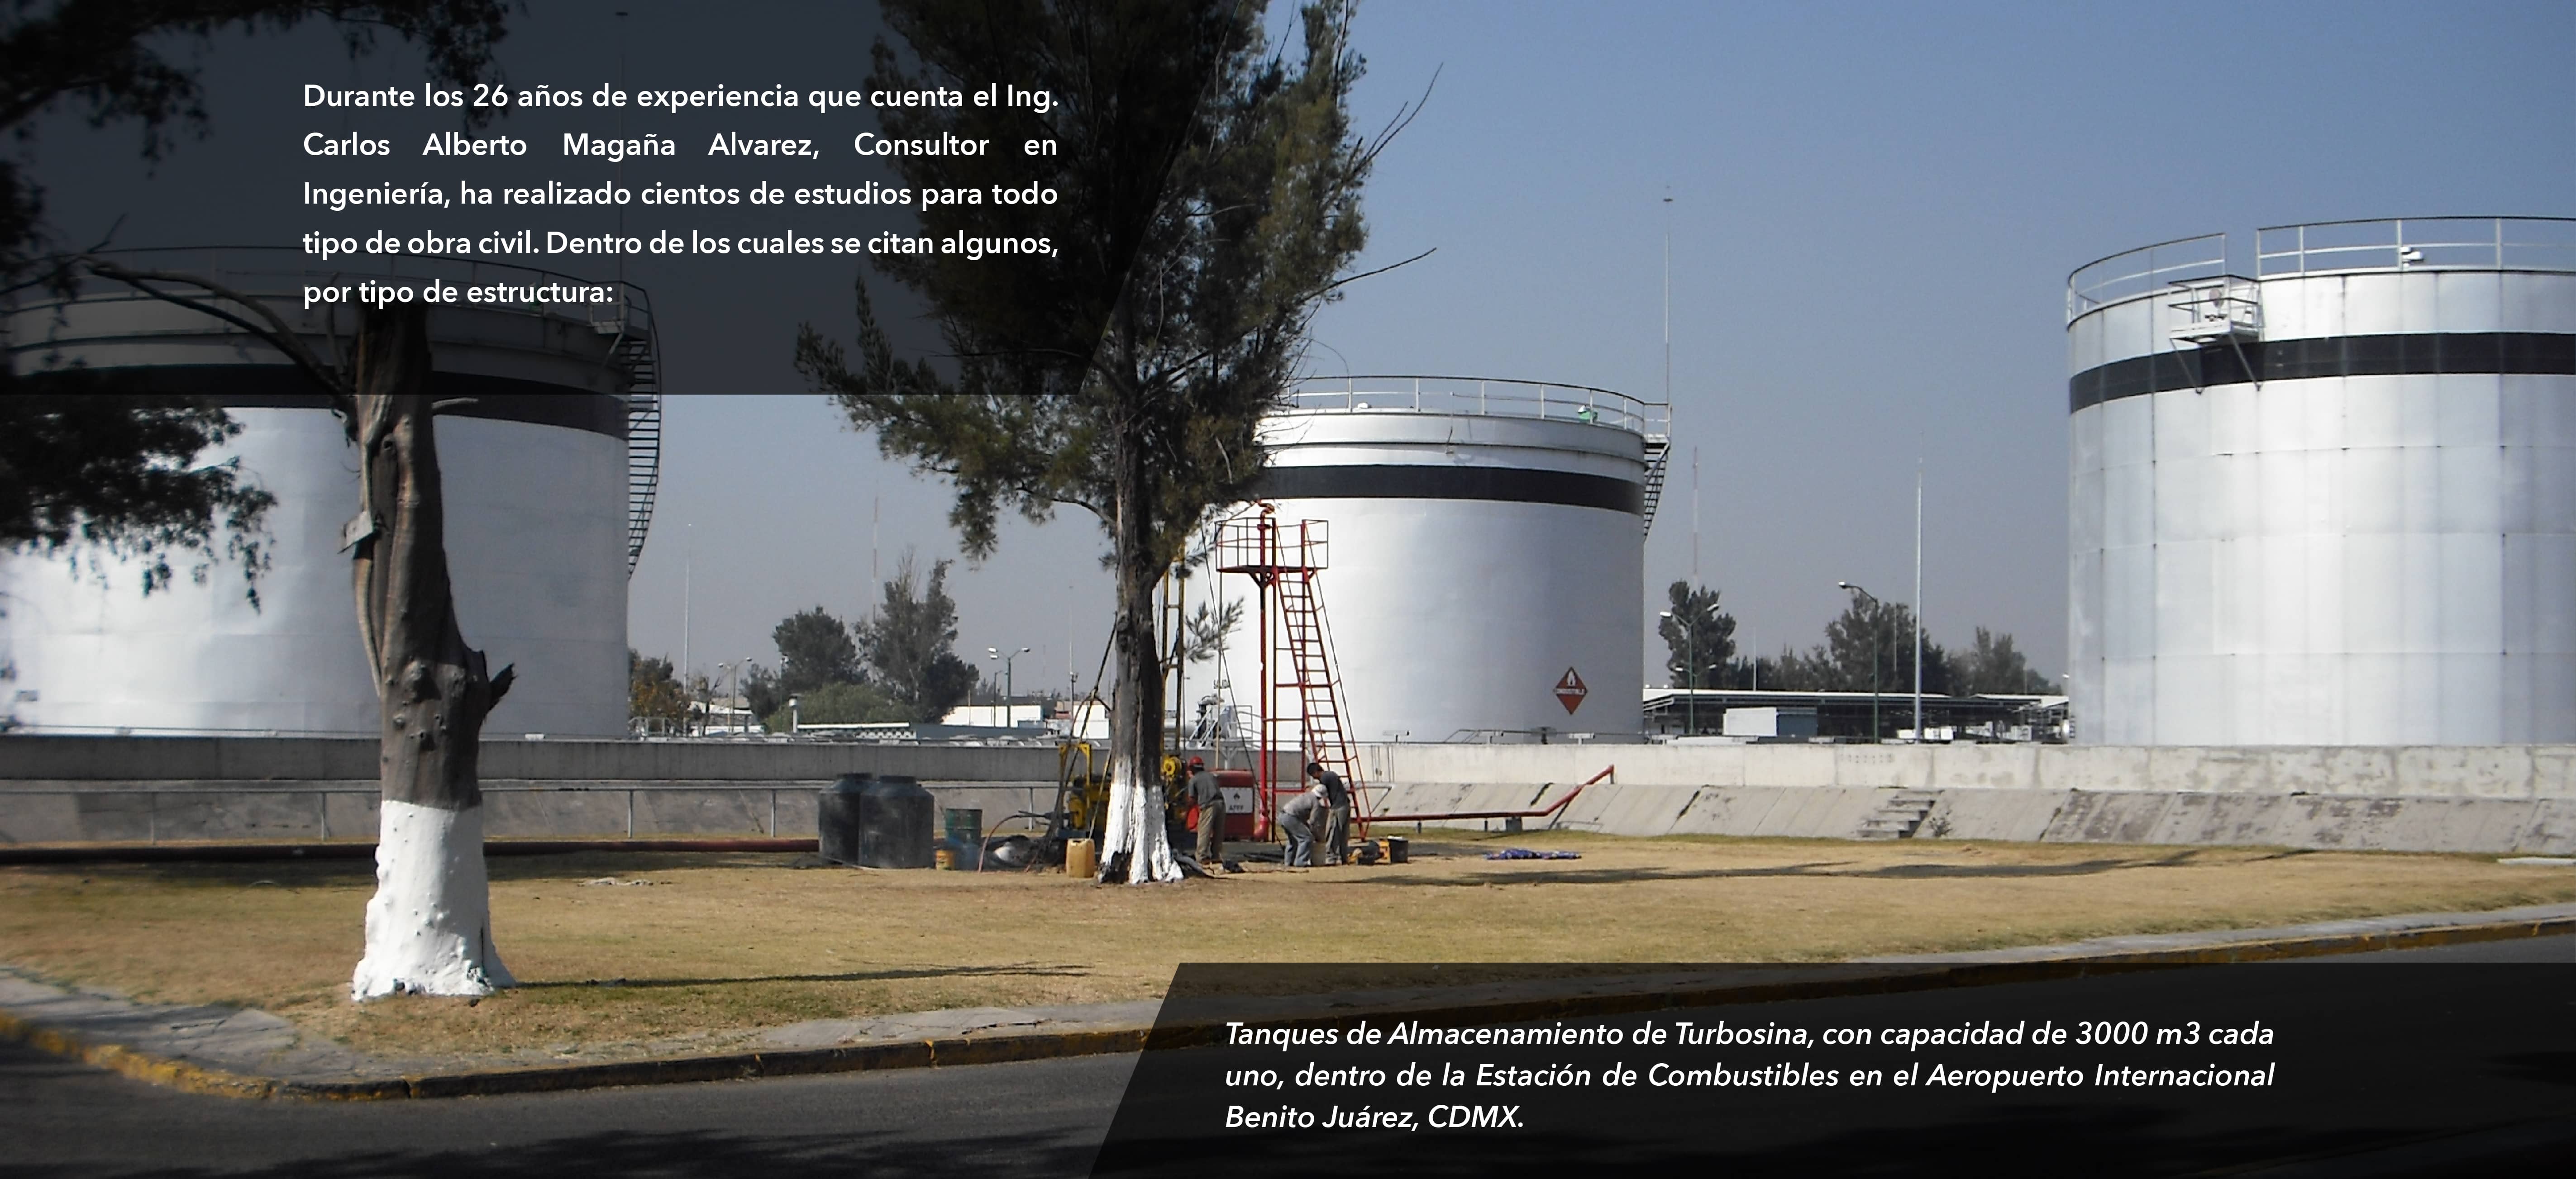 Durante los 26 años de experiencia que cuenta el Ing.
Carlos Alberto Magaña Alvarez, Consultor en
Ingeniería, ha realizado cientos de estudios para todo
tipo de obra civil. Dentro de los cuales se citan algunos,
por tipo de estructura:
COMBUSTIBLE
AFFF
Tanques de Almacenamiento de Turbosina, con capacidad de 3000 m3 cada
uno, dentro de la Estación de Combustibles en el Aeropuerto Internacional
Benito Juárez, CDMX.